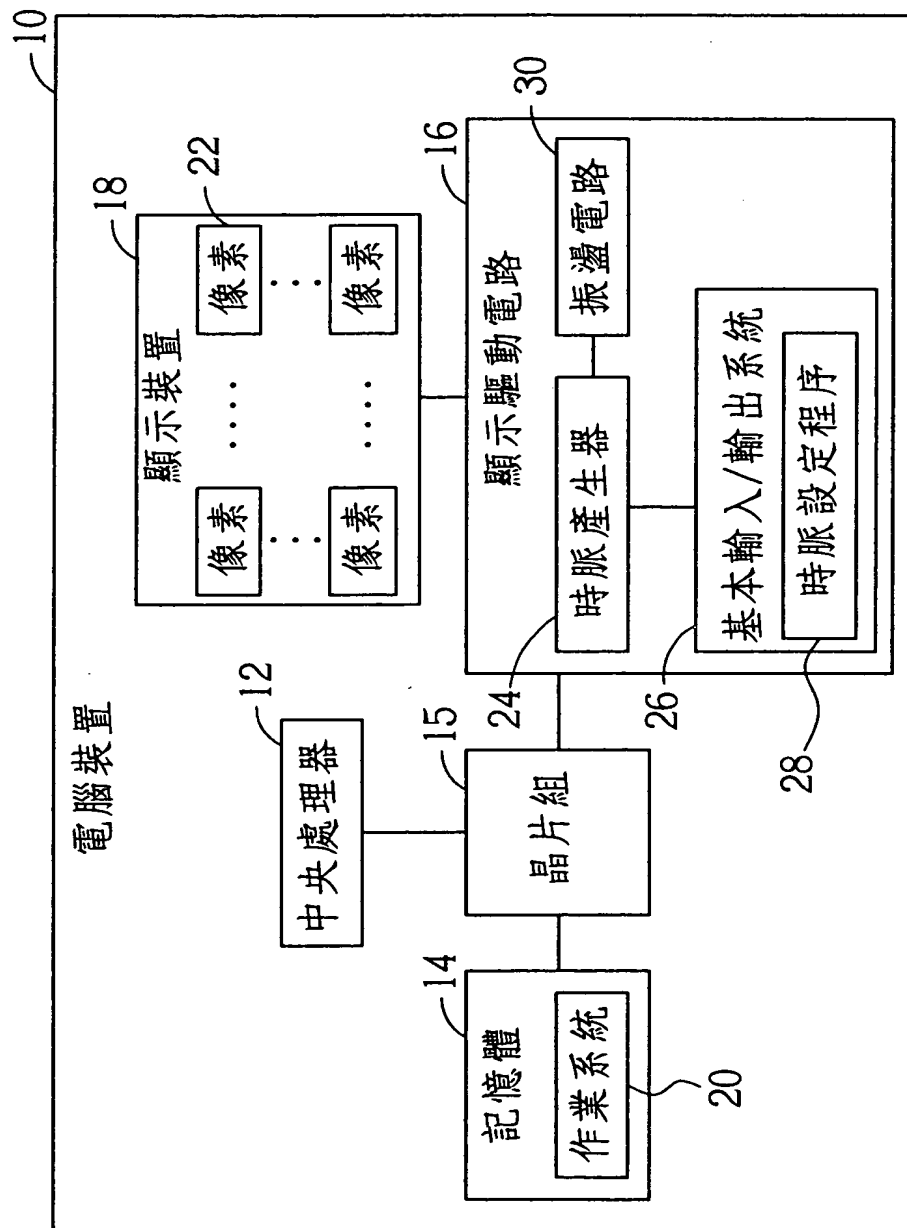 10
電腦裝置
18
顯示裝置
22
像素 .... 像素
像素 .... 像素
12
中央處理器
14
記憶體
作業系統
20
15
晶片組
16
顯示驅動電路
24
時脈產生器
30
振盪電路
26
基本輸入/輸出系統
時脈設定程序
28